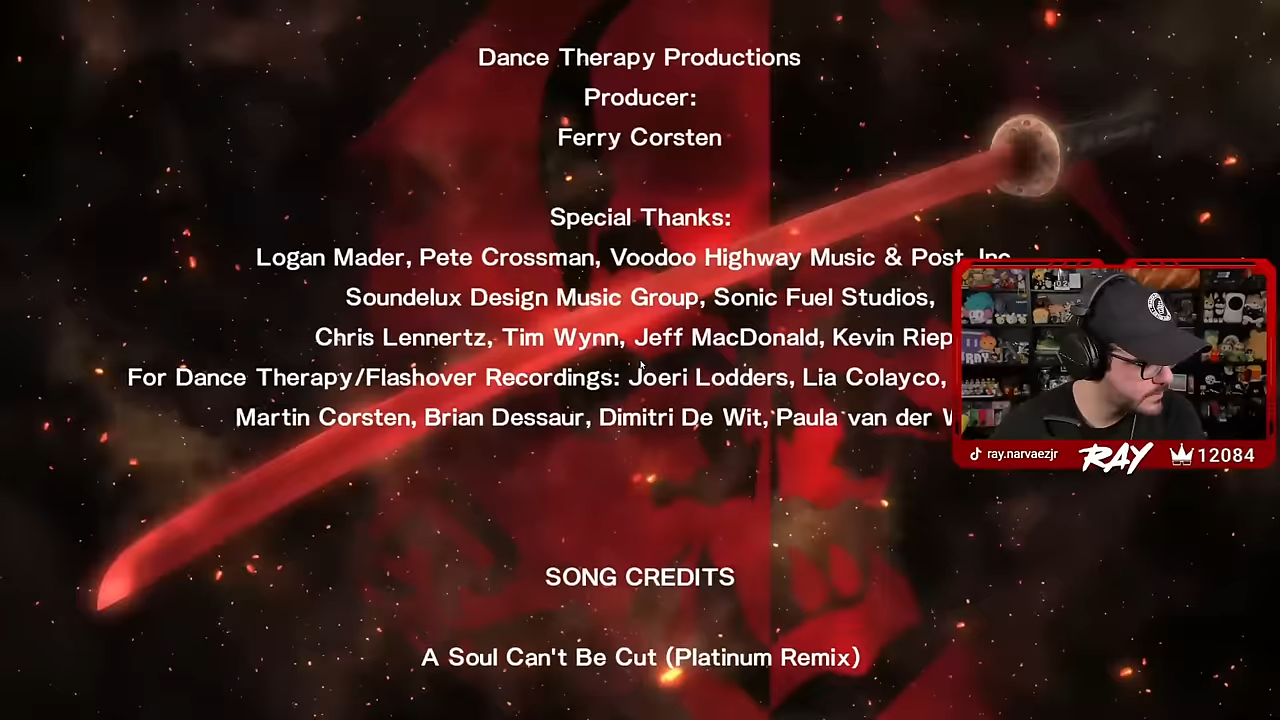 Dance Therapy Productions
Producer:
Ferry Corsten
Special Thanks:
Logan Mader, Pete Crossman, Voodoo Highway Music & Post, Inc
Soundelux Design Music Group, Sonic Fuel Studios,
Chris Lennertz, Tim Wynn, Jeff MacDonald, Kevin Riep
For Dance Therapy/Flashover Recordings: Joeri Lodders, Lia Colayco,
Martin Corsten, Brian Dessaur, Dimitri De Wit, Paula van der
ray.narvaezjr
RAY
12084
SONG CREDITS
A Soul Can't Be Cut (Platinum Remix)